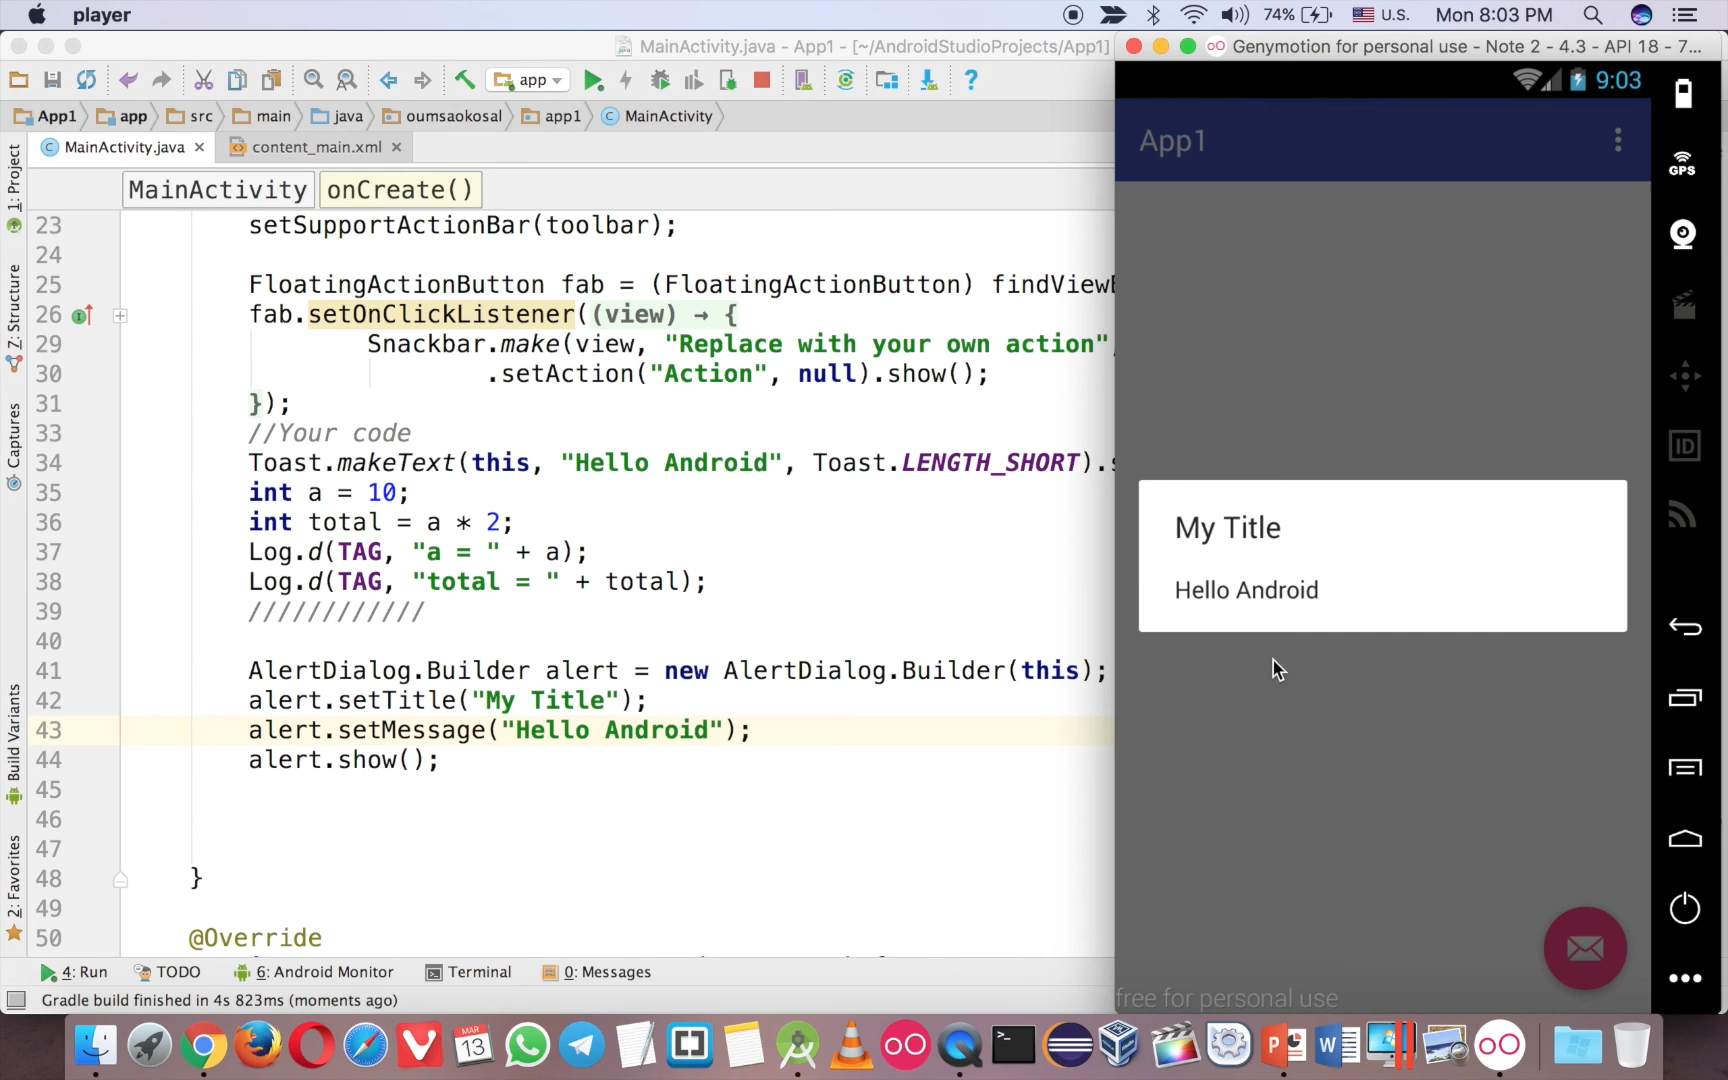 player
74%
U.S.
Mon 8:03 PM
MainActivity.java - App1 - [~/AndroidStudioProjects/App1]
Genymotion for personal use - Note 2 - 4.3 - API 18 - 7...
app
9:03
App1
app
src
main
java
oumsaokosal
app1
MainActivity
App1
GPS
MainActivity.java
content_main.xml
1: Project
MainActivity
onCreate()
23 setSupportActionBar(toolbar);
24
25 FloatingActionButton fab = (FloatingActionButton) findViewB
26 fab.setOnClickListener((view) → {
29 Snackbar.make(view, "Replace with your own action",
30 .setAction("Action", null).show();
31 });
33 //Your code
34 Toast.makeText(this, "Hello Android", Toast.LENGTH_SHORT).s
35 int a = 10;
36 int total = a * 2;
37 Log.d(TAG, "a = " + a);
38 Log.d(TAG, "total = " + total);
39 ////////////
40
41 AlertDialog.Builder alert = new AlertDialog.Builder(this);
42 alert.setTitle("My Title");
43 alert.setMessage("Hello Android");
44 alert.show();
45
46
47
48 }
49
50 @Override
Z: Structure
Captures
Build Variants
2: Favorites
My Title
Hello Android
ID
free for personal use
4: Run
TODO
6: Android Monitor
Terminal
0: Messages
Gradle build finished in 4s 823ms (moments ago)
MAR
13
P
W